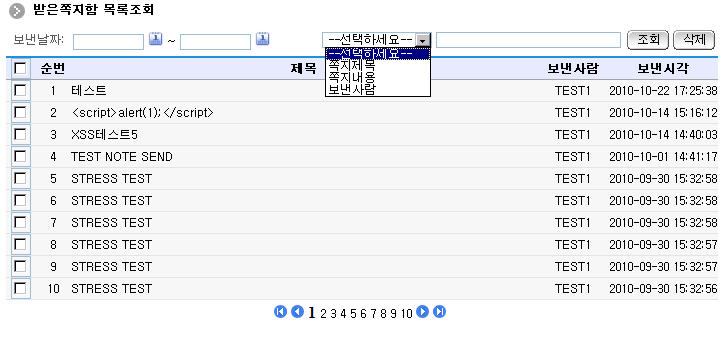 받은쪽지함 목록조회
보낸날짜: ~ --선택하세요-- 조회 삭제
--선택하세요--
쪽지제목
쪽지내용
보낸사람
순번 제목 보낸사람 보낸시각
1 테스트 TEST1 2010-10-22 17:25:38
2 <script>alert(1);</script> TEST1 2010-10-14 15:16:12
3 XSS테스트5 TEST1 2010-10-14 14:40:03
4 TEST NOTE SEND TEST1 2010-10-01 14:41:17
5 STRESS TEST TEST1 2010-09-30 15:32:58
6 STRESS TEST TEST1 2010-09-30 15:32:58
7 STRESS TEST TEST1 2010-09-30 15:32:58
8 STRESS TEST TEST1 2010-09-30 15:32:57
9 STRESS TEST TEST1 2010-09-30 15:32:57
10 STRESS TEST TEST1 2010-09-30 15:32:56
1 2 3 4 5 6 7 8 9 10